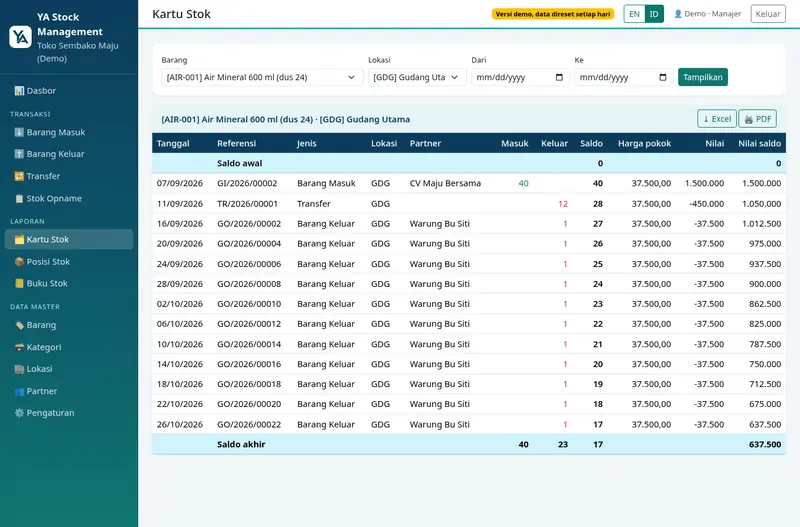 YA Stock Management
Toko Sembako Maju (Demo)
Dasbor
TRANSAKSI
Barang Masuk
Barang Keluar
Transfer
Stok Opname
LAPORAN
Kartu Stok
Posisi Stok
Buku Stok
DATA MASTER
Barang
Kategori
Lokasi
Partner
Pengaturan
Kartu Stok
Versi demo, data direset setiap hari
EN ID
Demo · Manajer
Keluar
Barang Lokasi Dari Ke
[AIR-001] Air Mineral 600 ml (dus 24) [GDG] Gudang Uta mm/dd/yyyy mm/dd/yyyy Tampilkan
[AIR-001] Air Mineral 600 ml (dus 24) · [GDG] Gudang Utama
↓ Excel PDF
Tanggal Referensi Jenis Lokasi Partner Masuk Keluar Saldo Harga pokok Nilai Nilai saldo
Saldo awal 0 0
07/09/2026 GI/2026/00002 Barang Masuk GDG CV Maju Bersama 40 40 37.500,00 1.500.000 1.500.000
11/09/2026 TR/2026/00001 Transfer GDG 12 28 37.500,00 -450.000 1.050.000
16/09/2026 GO/2026/00002 Barang Keluar GDG Warung Bu Siti 1 27 37.500,00 -37.500 1.012.500
20/09/2026 GO/2026/00004 Barang Keluar GDG Warung Bu Siti 1 26 37.500,00 -37.500 975.000
24/09/2026 GO/2026/00006 Barang Keluar GDG Warung Bu Siti 1 25 37.500,00 -37.500 937.500
28/09/2026 GO/2026/00008 Barang Keluar GDG Warung Bu Siti 1 24 37.500,00 -37.500 900.000
02/10/2026 GO/2026/00010 Barang Keluar GDG Warung Bu Siti 1 23 37.500,00 -37.500 862.500
06/10/2026 GO/2026/00012 Barang Keluar GDG Warung Bu Siti 1 22 37.500,00 -37.500 825.000
10/10/2026 GO/2026/00014 Barang Keluar GDG Warung Bu Siti 1 21 37.500,00 -37.500 787.500
14/10/2026 GO/2026/00016 Barang Keluar GDG Warung Bu Siti 1 20 37.500,00 -37.500 750.000
18/10/2026 GO/2026/00018 Barang Keluar GDG Warung Bu Siti 1 19 37.500,00 -37.500 712.500
22/10/2026 GO/2026/00020 Barang Keluar GDG Warung Bu Siti 1 18 37.500,00 -37.500 675.000
26/10/2026 GO/2026/00022 Barang Keluar GDG Warung Bu Siti 1 17 37.500,00 -37.500 637.500
Saldo akhir 40 23 17 637.500